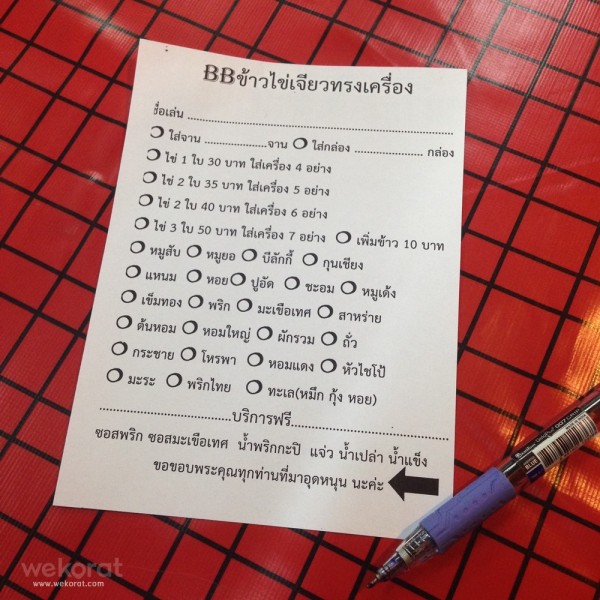 BBข้าวไข่เจียวทรงเครื่อง
ชื่อเล่น ................................................................
ใส่จาน ...................จาน ใส่กล่อง .................... กล่อง
ไข่ 1 ใบ 30 บาท ใส่เครื่อง 4 อย่าง
ไข่ 2 ใบ 35 บาท ใส่เครื่อง 5 อย่าง
ไข่ 2 ใบ 40 บาท ใส่เครื่อง 6 อย่าง
ไข่ 3 ใบ 50 บาท ใส่เครื่อง 7 อย่าง เพิ่มข้าว 10 บาท
หมูสับ หมูยอ บีลักกี้ กุนเชียง
แหนม หอย ปูอัด ชะอม หมูเด้ง
เข็มทอง พริก มะเขือเทศ สาหร่าย
ต้นหอม หอมใหญ่ ผักรวม ถั่ว
กระชาย โหรพา หอมแดง หัวไชโป้
มะระ พริกไทย ทะเล(หมึก กุ้ง หอย)
..............................บริการฟรี....................................
ซอสพริก ซอสมะเขือเทศ น้ำพริกกะปิ แจ่ว น้ำเปล่า น้ำแข็ง
ขอขอบพระคุณทุกท่านที่มาอุดหนุน นะค่ะ
BLUE
wekorat
www.wekorat.com